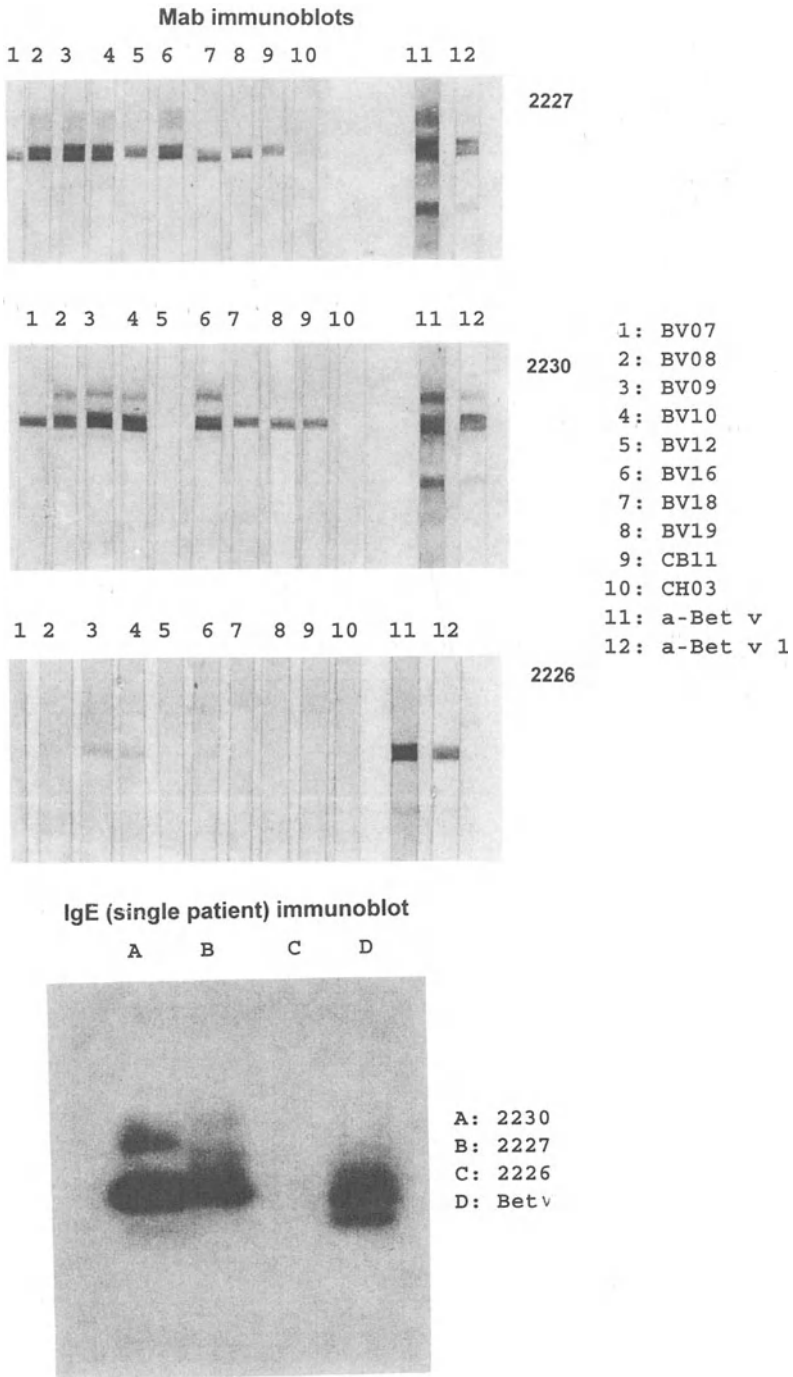 Mab immunoblots
1 2 3 4 5 6 7 8 9 10 11 12
2227
1 2 3 4 5 6 7 8 9 10 11 12
2230
1: BV07
2: BV08
3: BV09
4: BV10
5: BV12
6: BV16
7: BV18
8: BV19
9: CB11
10: CH03
11: a-Bet v
12: a-Bet v 1
1 2 3 4 5 6 7 8 9 10 11 12
2226
IgE (single patient) immunoblot
A B C D
A: 2230
B: 2227
C: 2226
D: Bet v